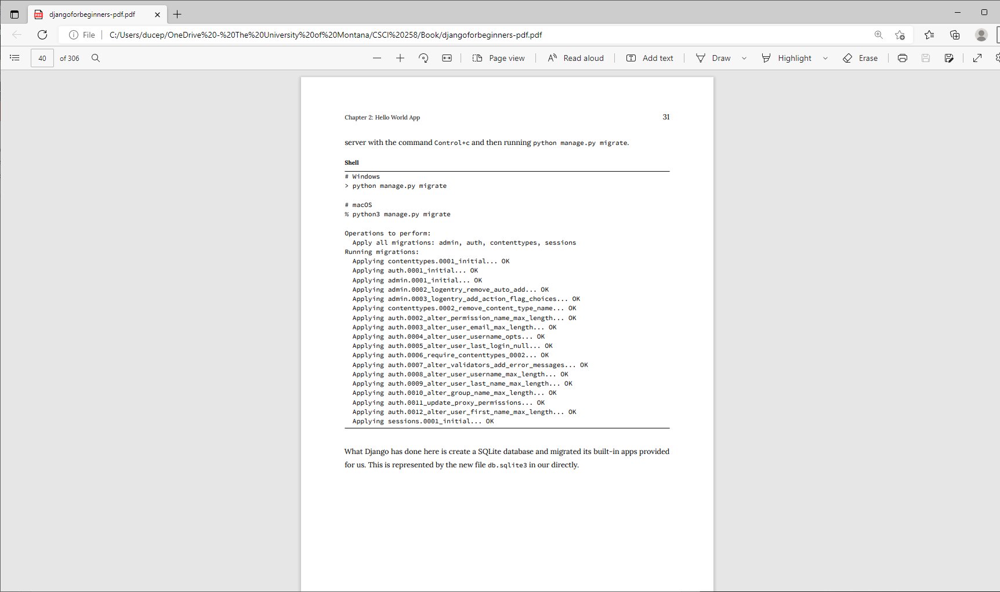 djangoforbeginners-pdf.pdf
File C:/Users/ducep/OneDrive%20-%20The%20University%20of%20Montana/CSCI%20258/Book/djangoforbeginners-pdf.pdf
40 of 306 Page view Read aloud Add text Draw Highlight Erase
Chapter 2: Hello World App 31
server with the command Control+c and then running python manage.py migrate.
Shell
# Windows
> python manage.py migrate
# macOS
% python3 manage.py migrate
Operations to perform:
Apply all migrations: admin, auth, contenttypes, sessions
Running migrations:
Applying contenttypes.0001_initial... OK
Applying auth.0001_initial... OK
Applying admin.0001_initial... OK
Applying admin.0002_logentry_remove_auto_add... OK
Applying admin.0003_logentry_add_action_flag_choices... OK
Applying contenttypes.0002_remove_content_type_name... OK
Applying auth.0002_alter_permission_name_max_length... OK
Applying auth.0003_alter_user_email_max_length... OK
Applying auth.0004_alter_user_username_opts... OK
Applying auth.0005_alter_user_last_login_null... OK
Applying auth.0006_require_contenttypes_0002... OK
Applying auth.0007_alter_validators_add_error_messages... OK
Applying auth.0008_alter_user_username_max_length... OK
Applying auth.0009_alter_user_last_name_max_length... OK
Applying auth.0010_alter_group_name_max_length... OK
Applying auth.0011_update_proxy_permissions... OK
Applying auth.0012_alter_user_first_name_max_length... OK
Applying sessions.0001_initial... OK
What Django has done here is create a SQLite database and migrated its built-in apps provided
for us. This is represented by the new file db.sqlite3 in our directly.